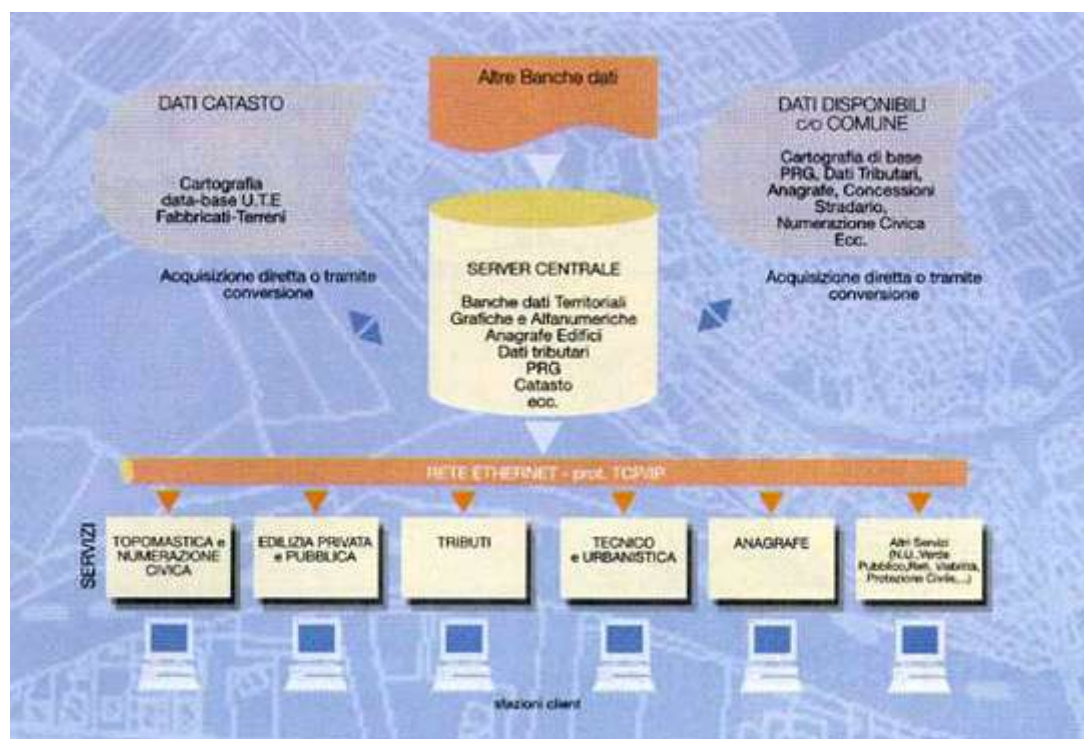 Altre Banche dati
DATI CATASTO
Cartografia
data-base U.T.E
Fabbricati-Terreni
Acquisizione diretta o tramite
conversione
DATI DISPONIBILI
c/o COMUNE
Cartografia di base
PRG, Dati Tributari,
Anagrafe, Concessioni
Stradario,
Numerazione Civica
Ecc.
Acquisizione diretta o tramite
conversione
SERVER CENTRALE
Banche dati Territoriali
Grafiche e Alfanumeriche
Anagrafe Edifici
Dati tributari
PRG
Catasto
ecc.
RETE ETHERNET - prot. TCP/IP
SERVIZI
TOPOMASTICA e
NUMERAZIONE
CIVICA
EDILIZIA PRIVATA
e PUBBLICA
TRIBUTI
TECNICO
e URBANISTICA
ANAGRAFE
Altri Servizi
(N.U.,Verde
Pubblico,Reti, Viabilità,
Protezione Civile,...)
stazioni client